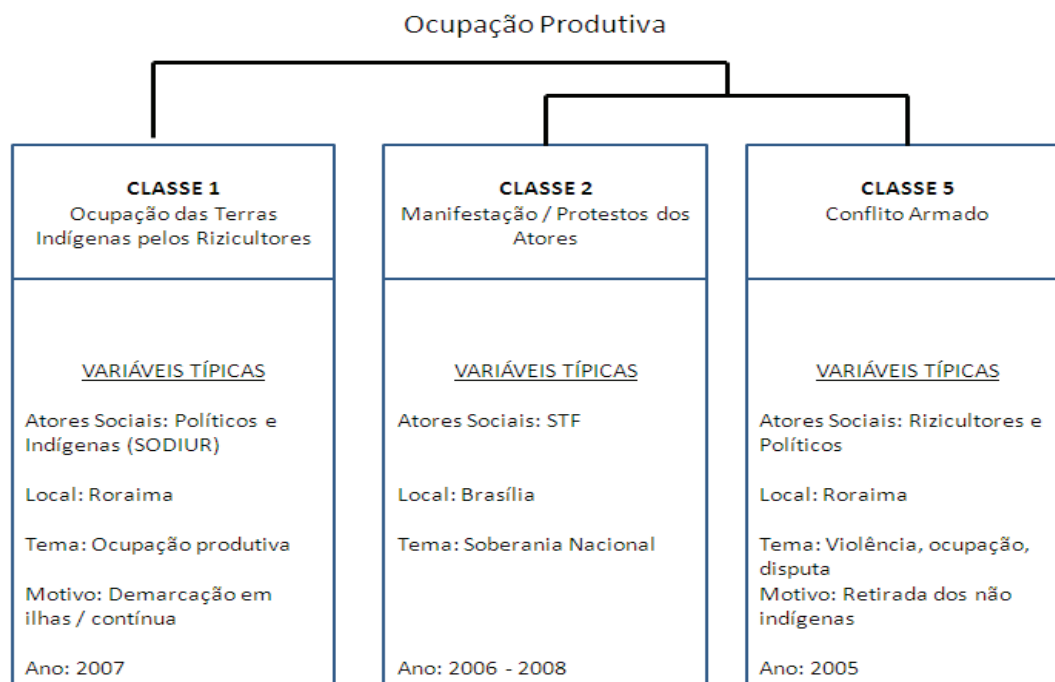 Ocupação Produtiva
CLASSE 1
Ocupação das Terras
Indígenas pelos Rizicultores
VARIÁVEIS TÍPICAS
Atores Sociais: Políticos e
Indígenas (SODIUR)
Local: Roraima
Tema: Ocupação produtiva
Motivo: Demarcação em
ilhas / contínua
Ano: 2007
CLASSE 2
Manifestação / Protestos dos
Atores
VARIÁVEIS TÍPICAS
Atores Sociais: STF
Local: Brasília
Tema: Soberania Nacional
Ano: 2006 - 2008
CLASSE 5
Conflito Armado
VARIÁVEIS TÍPICAS
Atores Sociais: Rizicultores e
Políticos
Local: Roraima
Tema: Violência, ocupação,
disputa
Motivo: Retirada dos não
indígenas
Ano: 2005